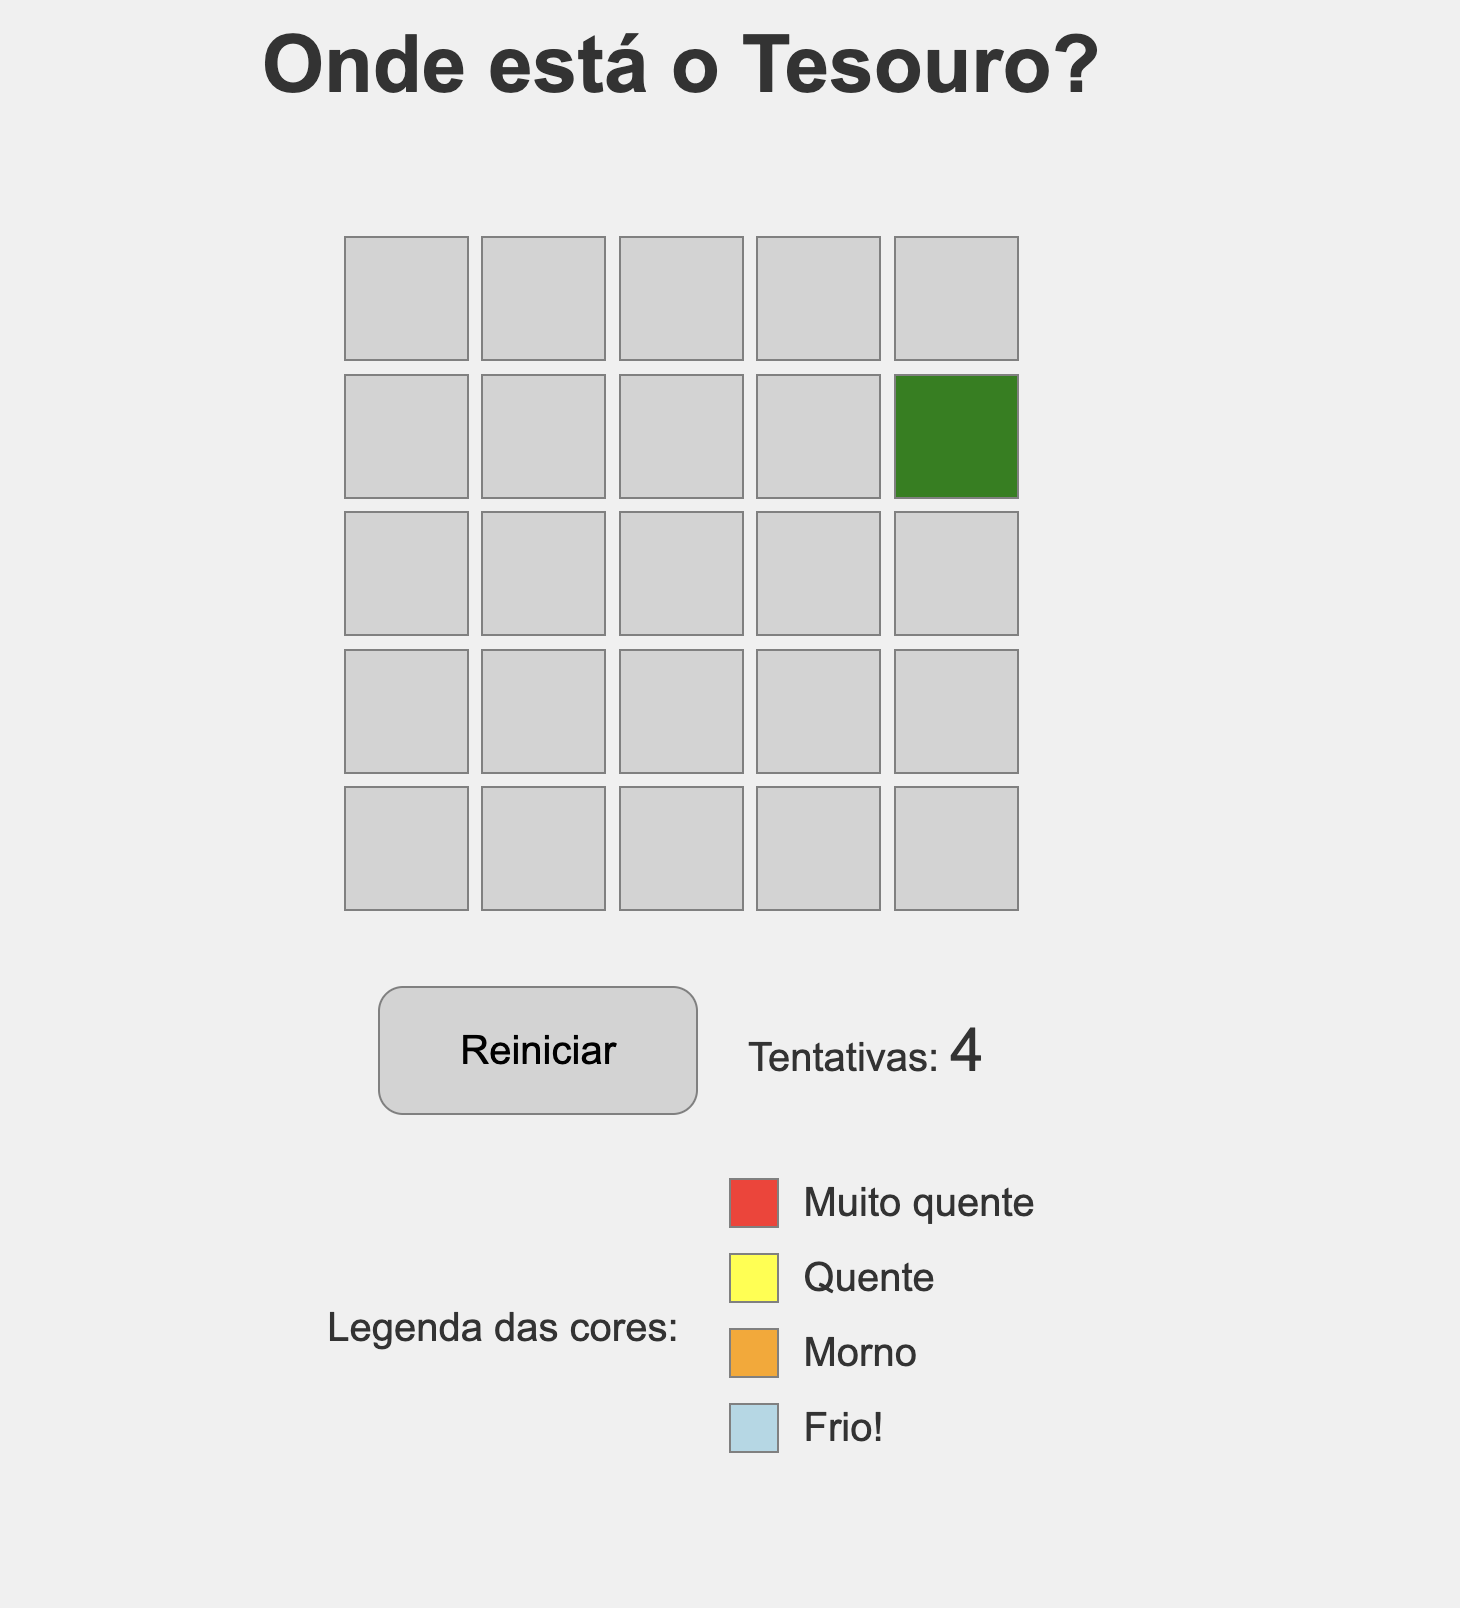 Onde está o Tesouro?
Reiniciar
Tentativas: 4
Legenda das cores:
Muito quente
Quente
Morno
Frio!